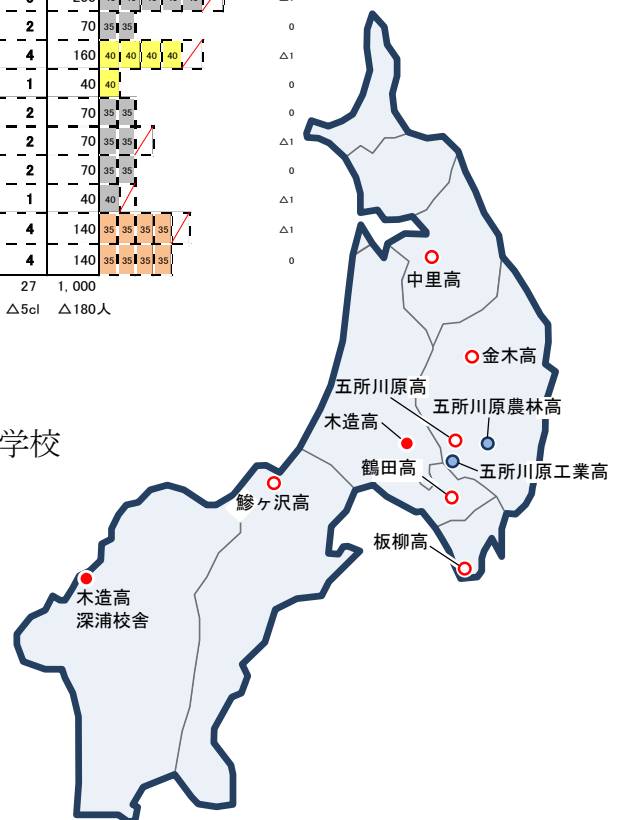 2 70 35 35 0
4 160 40 40 40 40 △1
1 40 40 0
2 70 35 35 0
2 70 35 35 △1
2 70 35 35 0
1 40 40 △1
4 140 35 35 35 35 △1
4 140 35 35 35 35 0
27 1,000
△5cl △180人
学校
中里高
金木高
五所川原高
五所川原農林高
木造高
鶴田高
五所川原工業高
鰺ヶ沢高
板柳高
木造高
深浦校舎